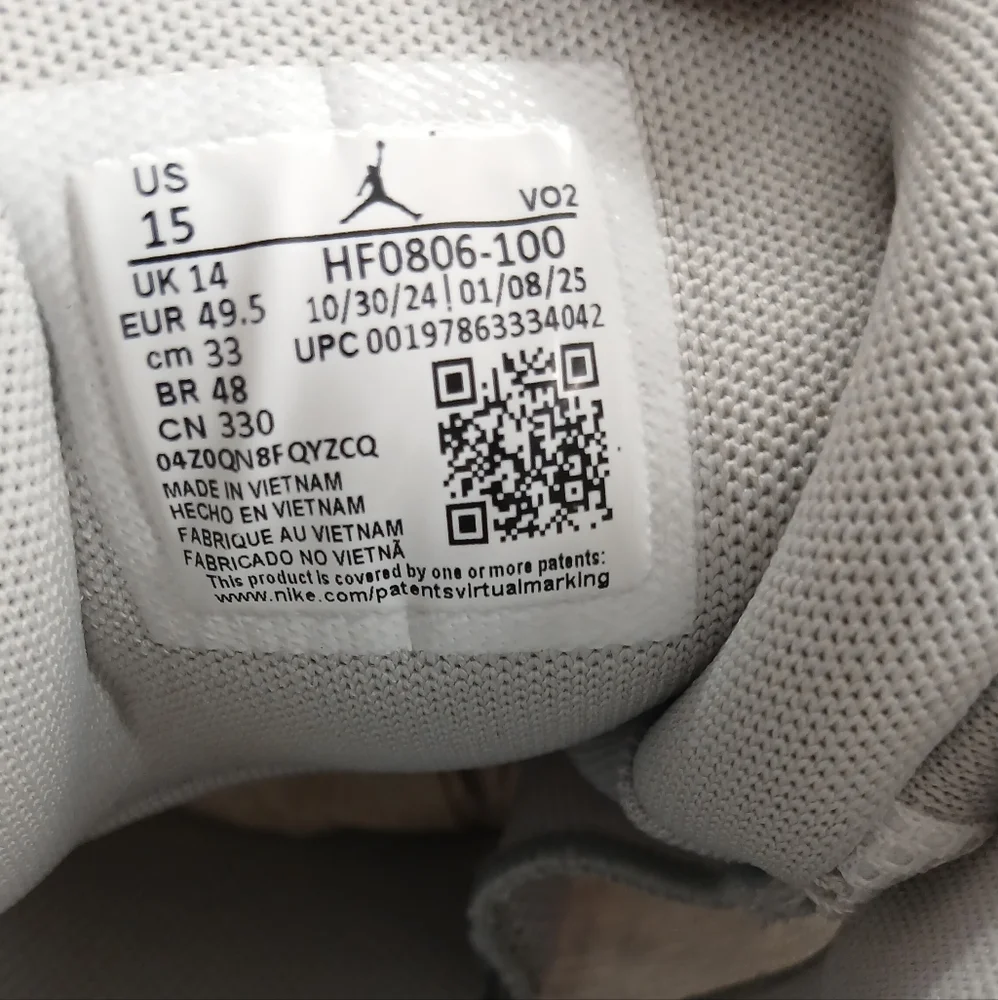 US
15
VO2
UK 14
HF0806-100
EUR 49.5
10/30/24|01/08/25
cm 33
UPC 00197863334042
BR 48
CN 330
04Z0QN8FQYZCQ
MADE IN VIETNAM
HECHO EN VIETNAM
FABRIQUE AU VIETNAM
FABRICADO NO VIETNÃ
This product is covered by one or more patents:
www.nike.com/patentsvirtualmarking